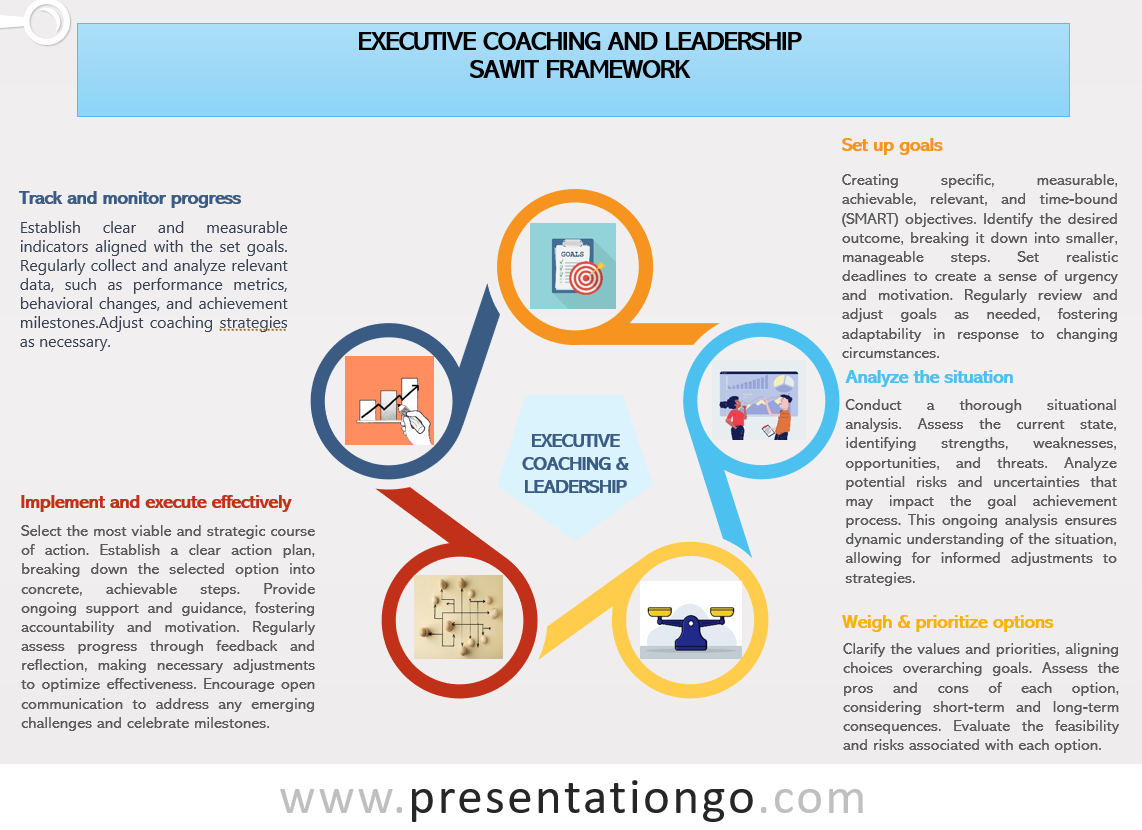 EXECUTIVE COACHING AND LEADERSHIP
SAWIT FRAMEWORK
Set up goals
Creating specific, measurable,
achievable, relevant, and time-bound
(SMART) objectives. Identify the desired
outcome, breaking it down into smaller,
manageable steps. Set realistic
deadlines to create a sense of urgency
and motivation. Regularly review and
adjust goals as needed, fostering
adaptability in response to changing
circumstances.
Analyze the situation
Conduct a thorough situational
analysis. Assess the current state,
identifying strengths, weaknesses,
opportunities, and threats. Analyze
potential risks and uncertainties that
may impact the goal achievement
process. This ongoing analysis ensures
dynamic understanding of the situation,
allowing for informed adjustments to
strategies.
Weigh & prioritize options
Clarify the values and priorities, aligning
choices overarching goals. Assess the
pros and cons of each option,
considering short-term and long-term
consequences. Evaluate the feasibility
and risks associated with each option.
Implement and execute effectively
Select the most viable and strategic course
of action. Establish a clear action plan,
breaking down the selected option into
concrete, achievable steps. Provide
ongoing support and guidance, fostering
accountability and motivation. Regularly
assess progress through feedback and
reflection, making necessary adjustments
to optimize effectiveness. Encourage open
communication to address any emerging
challenges and celebrate milestones.
Track and monitor progress
Establish clear and measurable
indicators aligned with the set goals.
Regularly collect and analyze relevant
data, such as performance metrics,
behavioral changes, and achievement
milestones.Adjust coaching strategies
as necessary.
GOALS
EXECUTIVE
COACHING &
LEADERSHIP
www.presentationgo.com